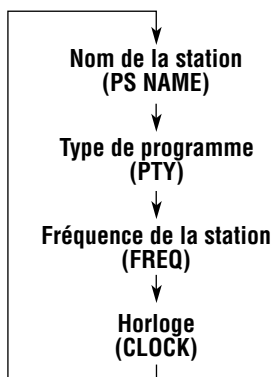 Nom de la station
(PS NAME)
Type de programme
(PTY)
Fréquence de la station
(FREQ)
Horloge
(CLOCK)